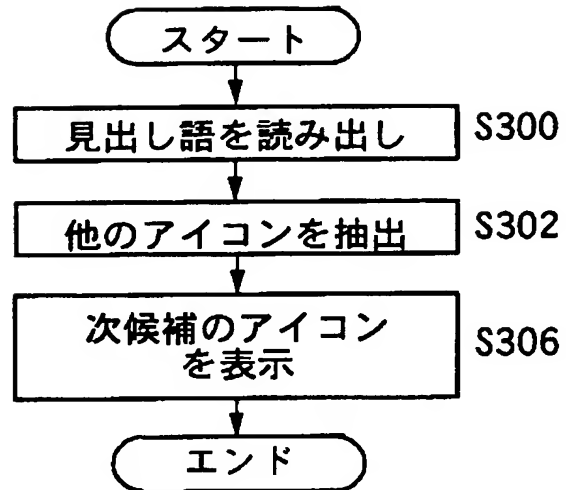 スタート
見出し語を読み出し S300
他のアイコンを抽出 S302
次候補のアイコン
を表示 S306
エンド